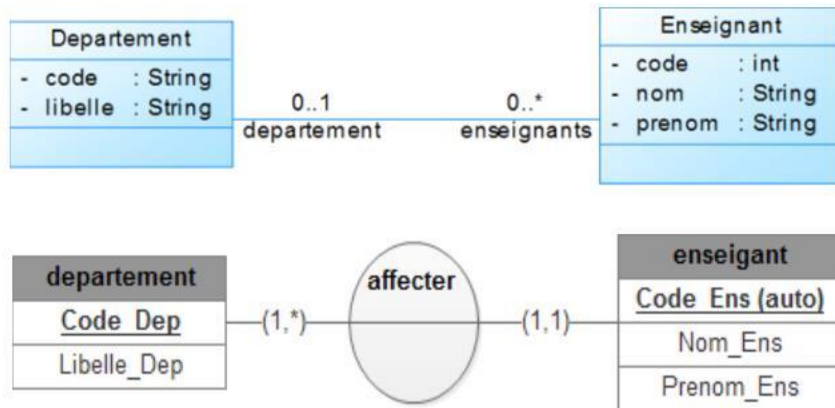 Departement
- code : String
- libelle : String
0..1
departement
0..*
enseignants
Enseignant
- code : int
- nom : String
- prenom : String
departement
Code_Dep
Libelle_Dep
(1,*)
affecter
(1,1)
enseigant
Code_Ens (auto)
Nom_Ens
Prenom_Ens